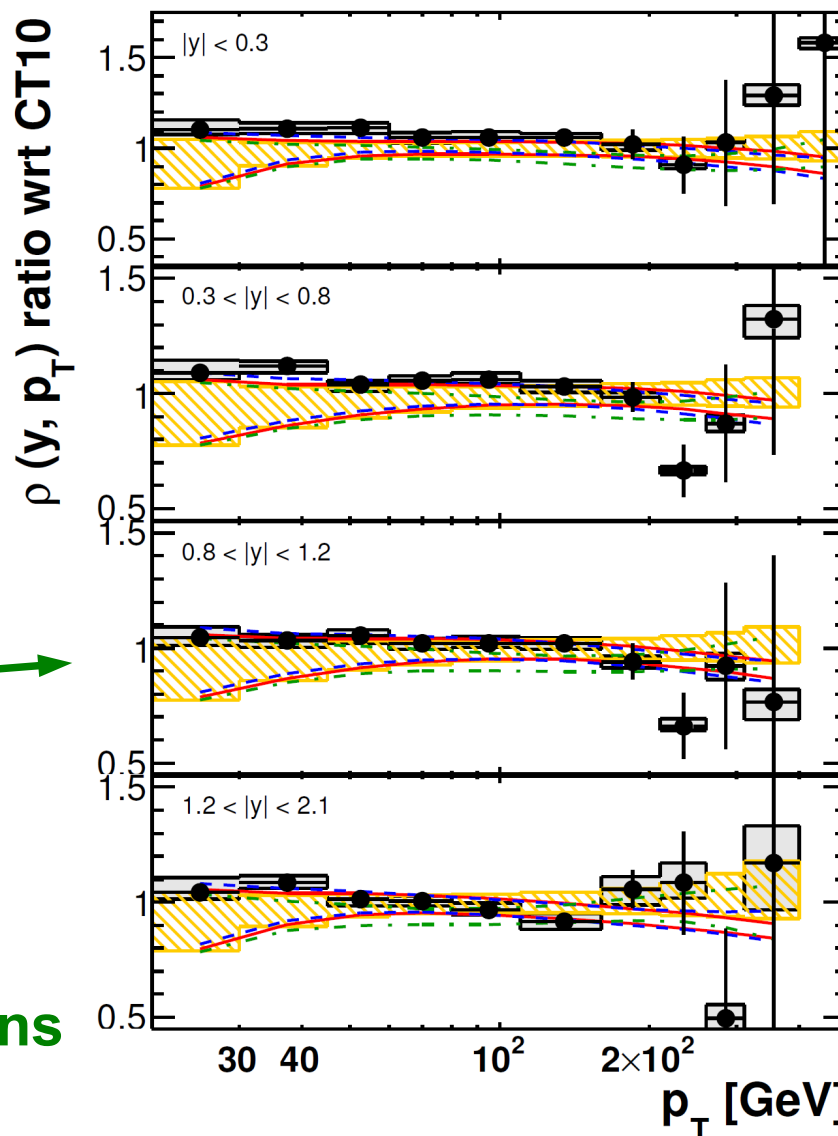 ρ (y, p_T) ratio wrt CT10
|y| < 0.3
1.5
1
0.5
0.3 < |y| < 0.8
1.5
1
0.5
0.8 < |y| < 1.2
1.5
1
0.5
1.2 < |y| < 2.1
1.5
1
0.5
ns
30 40 10² 2×10²
p_T [GeV]